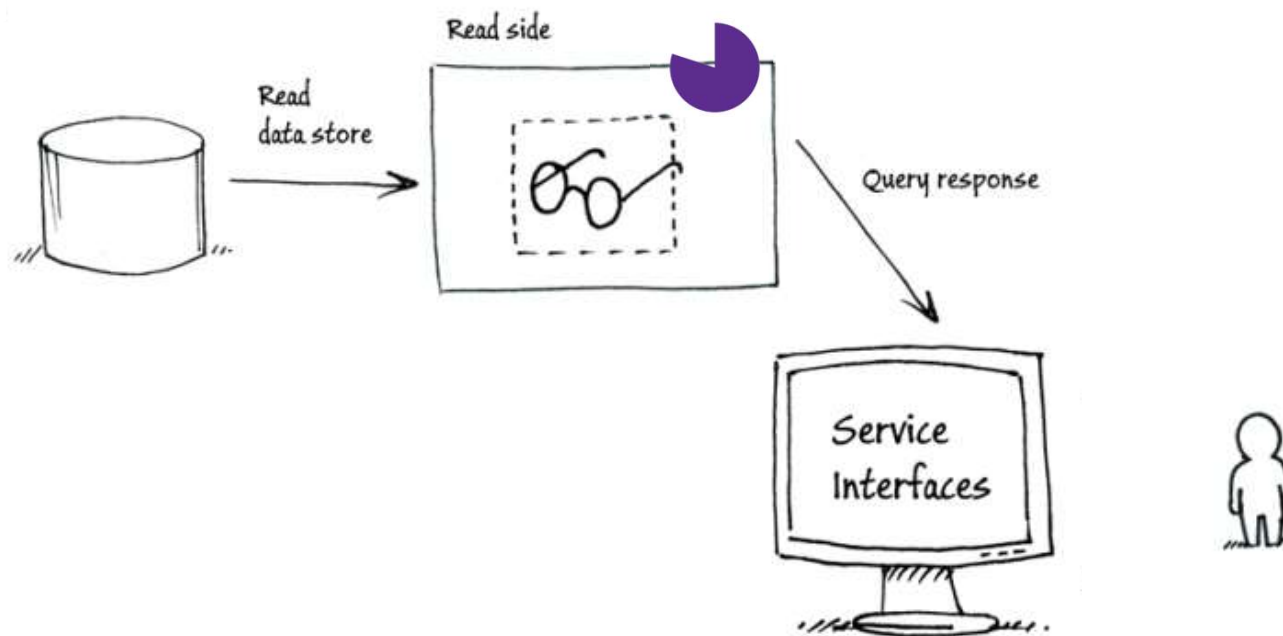 Read side
Read
data store
Query response
Service
Interfaces